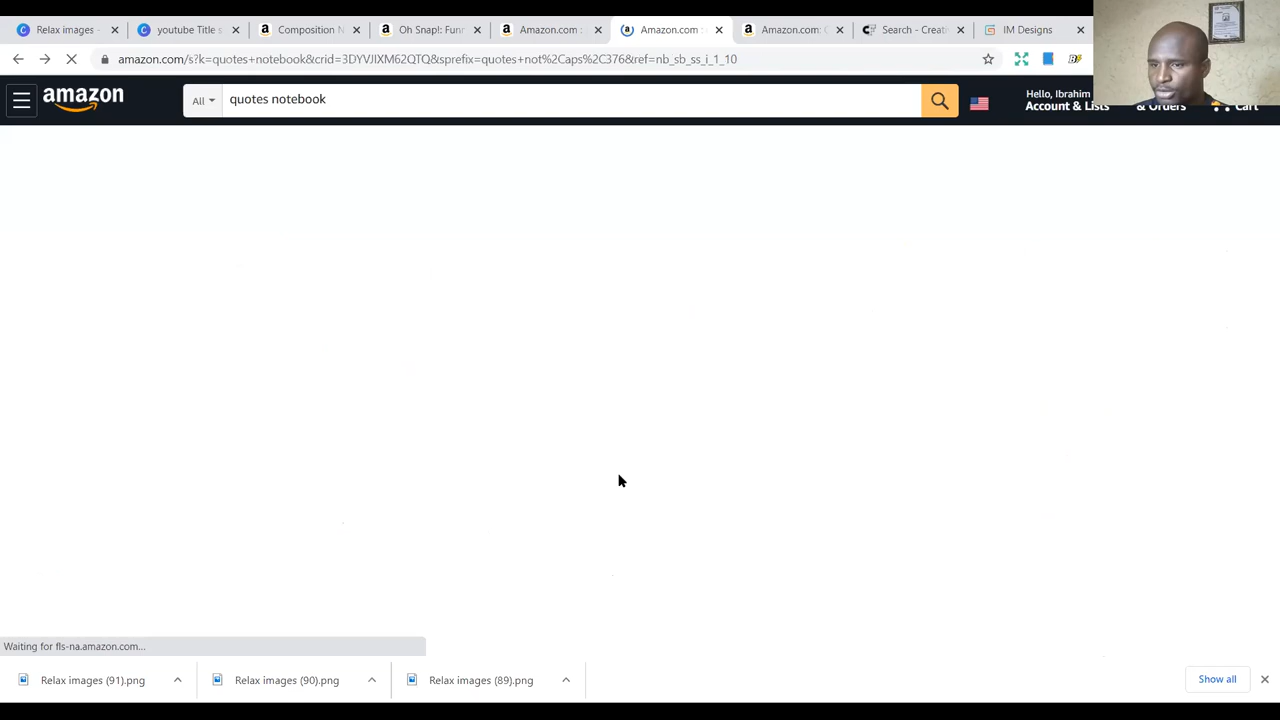 Relax images -
youtube Title s
Composition N
Oh Snap!: Funn
Amazon.com :
Amazon.com :
Amazon.com: C
Search - Creati
IM Designs
amazon.com/s?k=quotes+notebook&crid=3DYVIJXM62QTQ&sprefix=quotes+not%2Caps%2C376&ref=nb_sb_ss_i_1_10
amazon
All
quotes notebook
Hello, Ibrahim
Account & Lists
& Orders
Cart
Waiting for fls-na.amazon.com...
Relax images (91).png
Relax images (90).png
Relax images (89).png
Show all